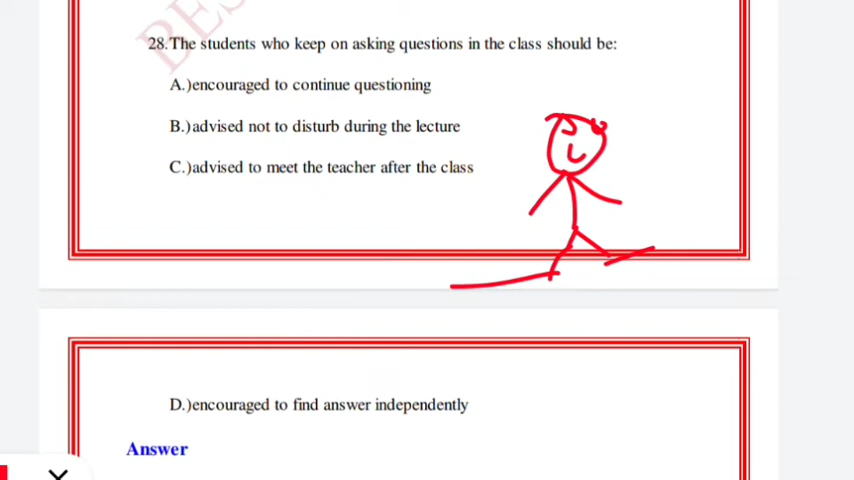 BES
28.The students who keep on asking questions in the class should be:
A.)encouraged to continue questioning
B.)advised not to disturb during the lecture
C.)advised to meet the teacher after the class
D.)encouraged to find answer independently
Answer